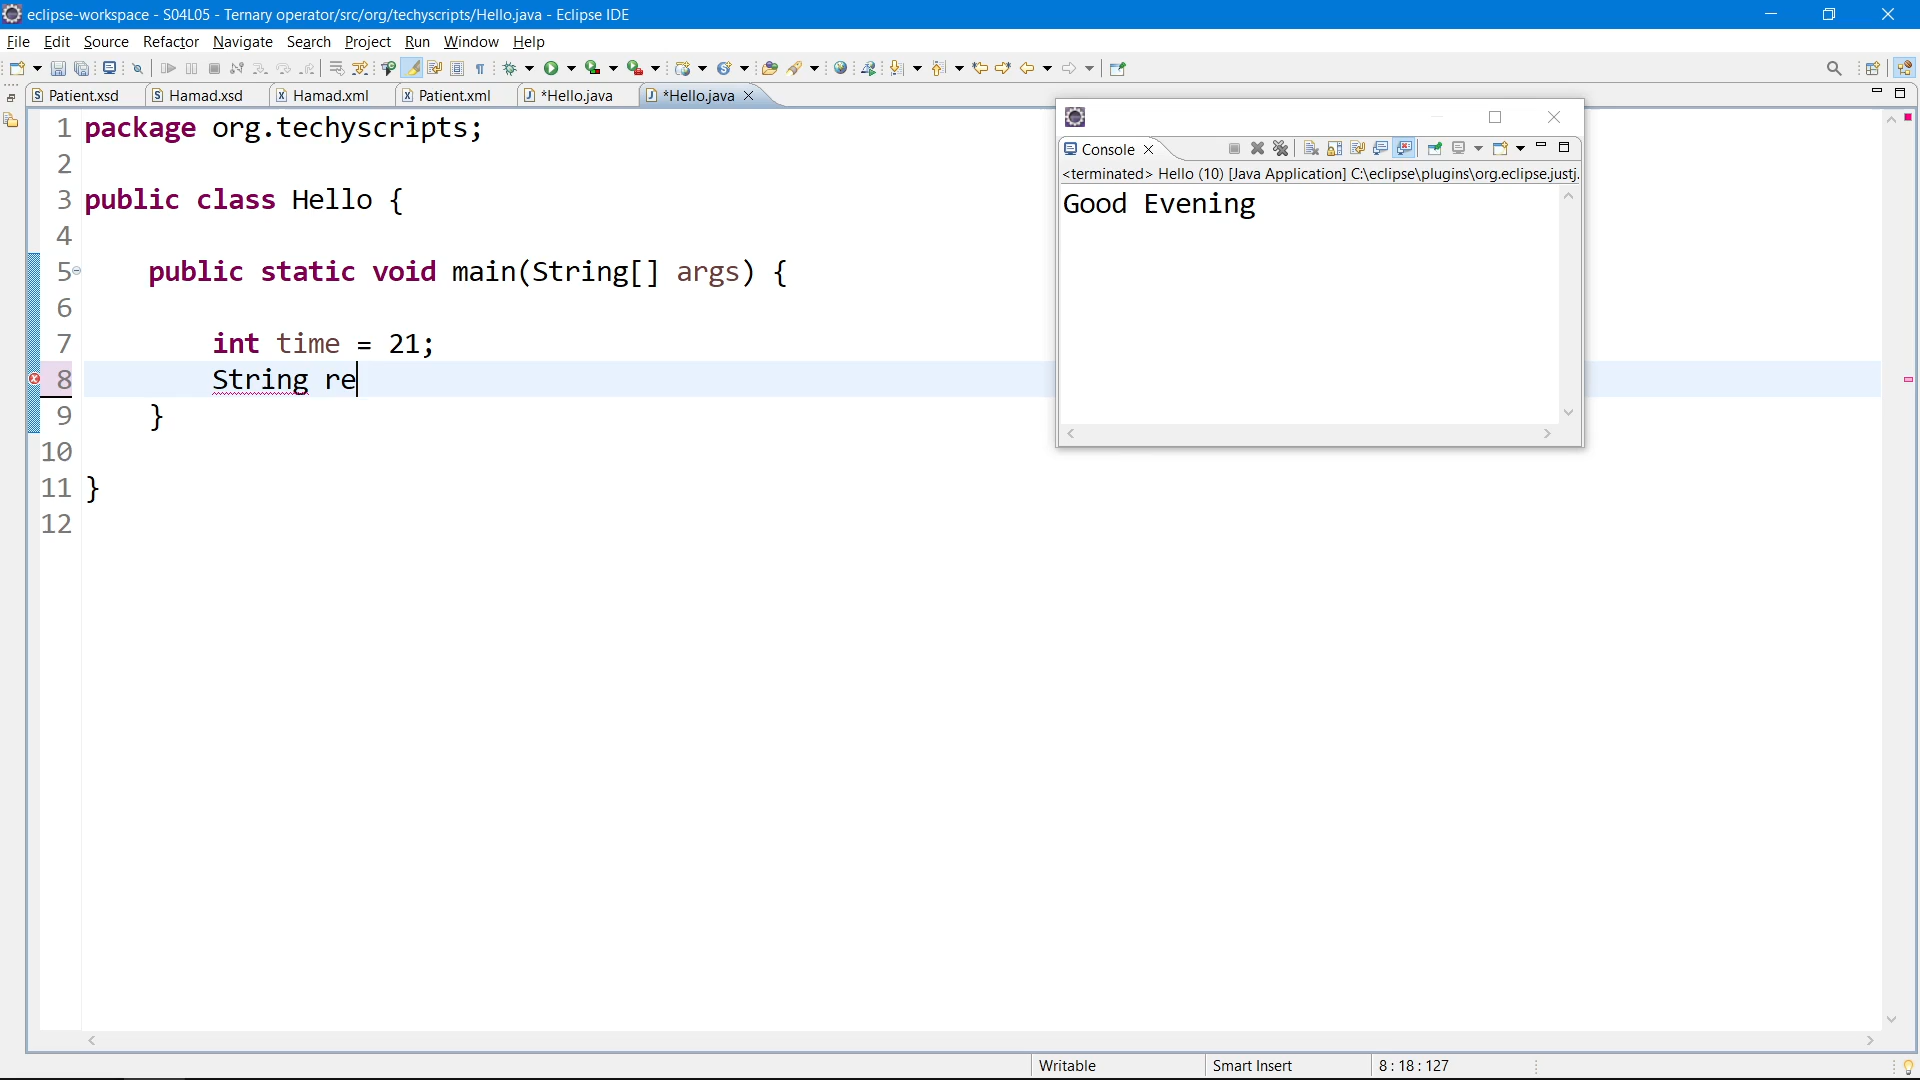 eclipse-workspace - S04L05 - Ternary operator/src/org/techyscripts/Hello.java - Eclipse IDE
File Edit Source Refactor Navigate Search Project Run Window Help
Patient.xsd Hamad.xsd Hamad.xml Patient.xml *Hello.java *Hello.java
1 package org.techyscripts;
2
3 public class Hello {
4
5 public static void main(String[] args) {
6
7 int time = 21;
8 String re
9 }
10
11 }
12
Console
<terminated> Hello (10) [Java Application] C:\eclipse\plugins\org.eclipse.justj.
Good Evening
Writable Smart Insert 8 : 18 : 127